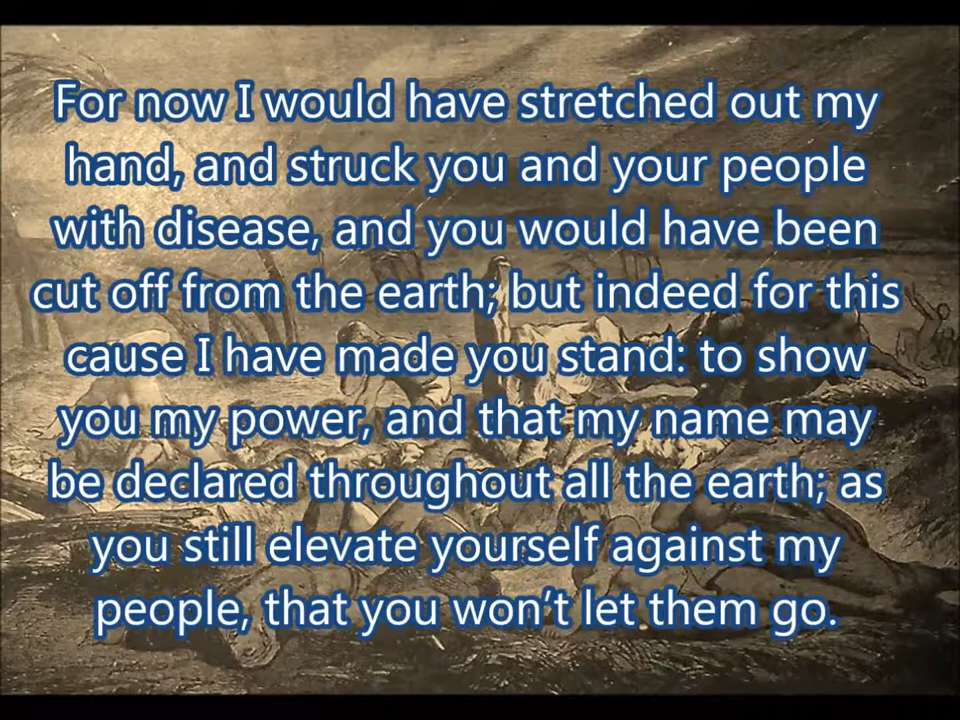 For now I would have stretched out my
hand, and struck you and your people
with disease, and you would have been
cut off from the earth; but indeed for this
cause I have made you stand: to show
you my power, and that my name may
be declared throughout all the earth; as
you still elevate yourself against my
people, that you won’t let them go.